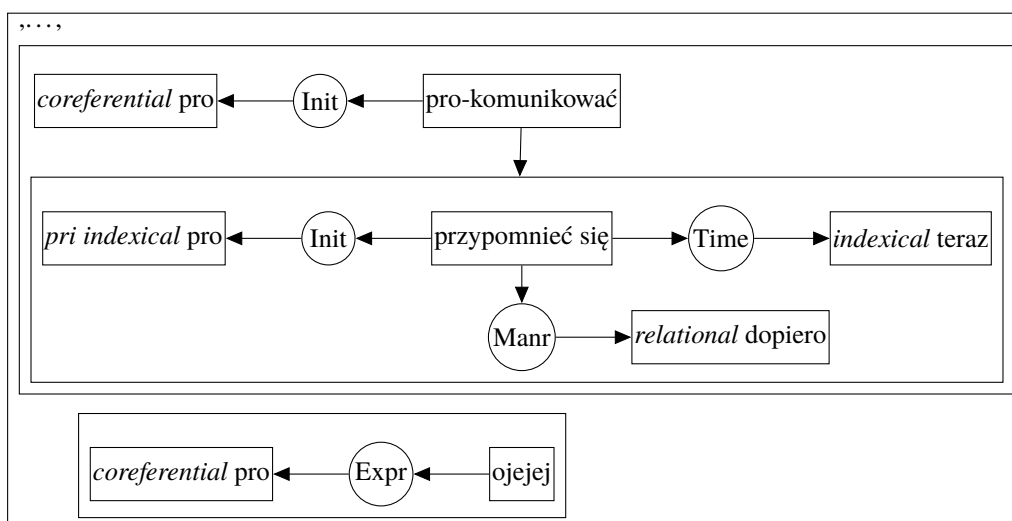 ,...,
coreferential pro Init pro-komunikować
pri indexical pro Init przypomnieć się Time indexical teraz
Manr relational dopiero
coreferential pro Expr ojejej